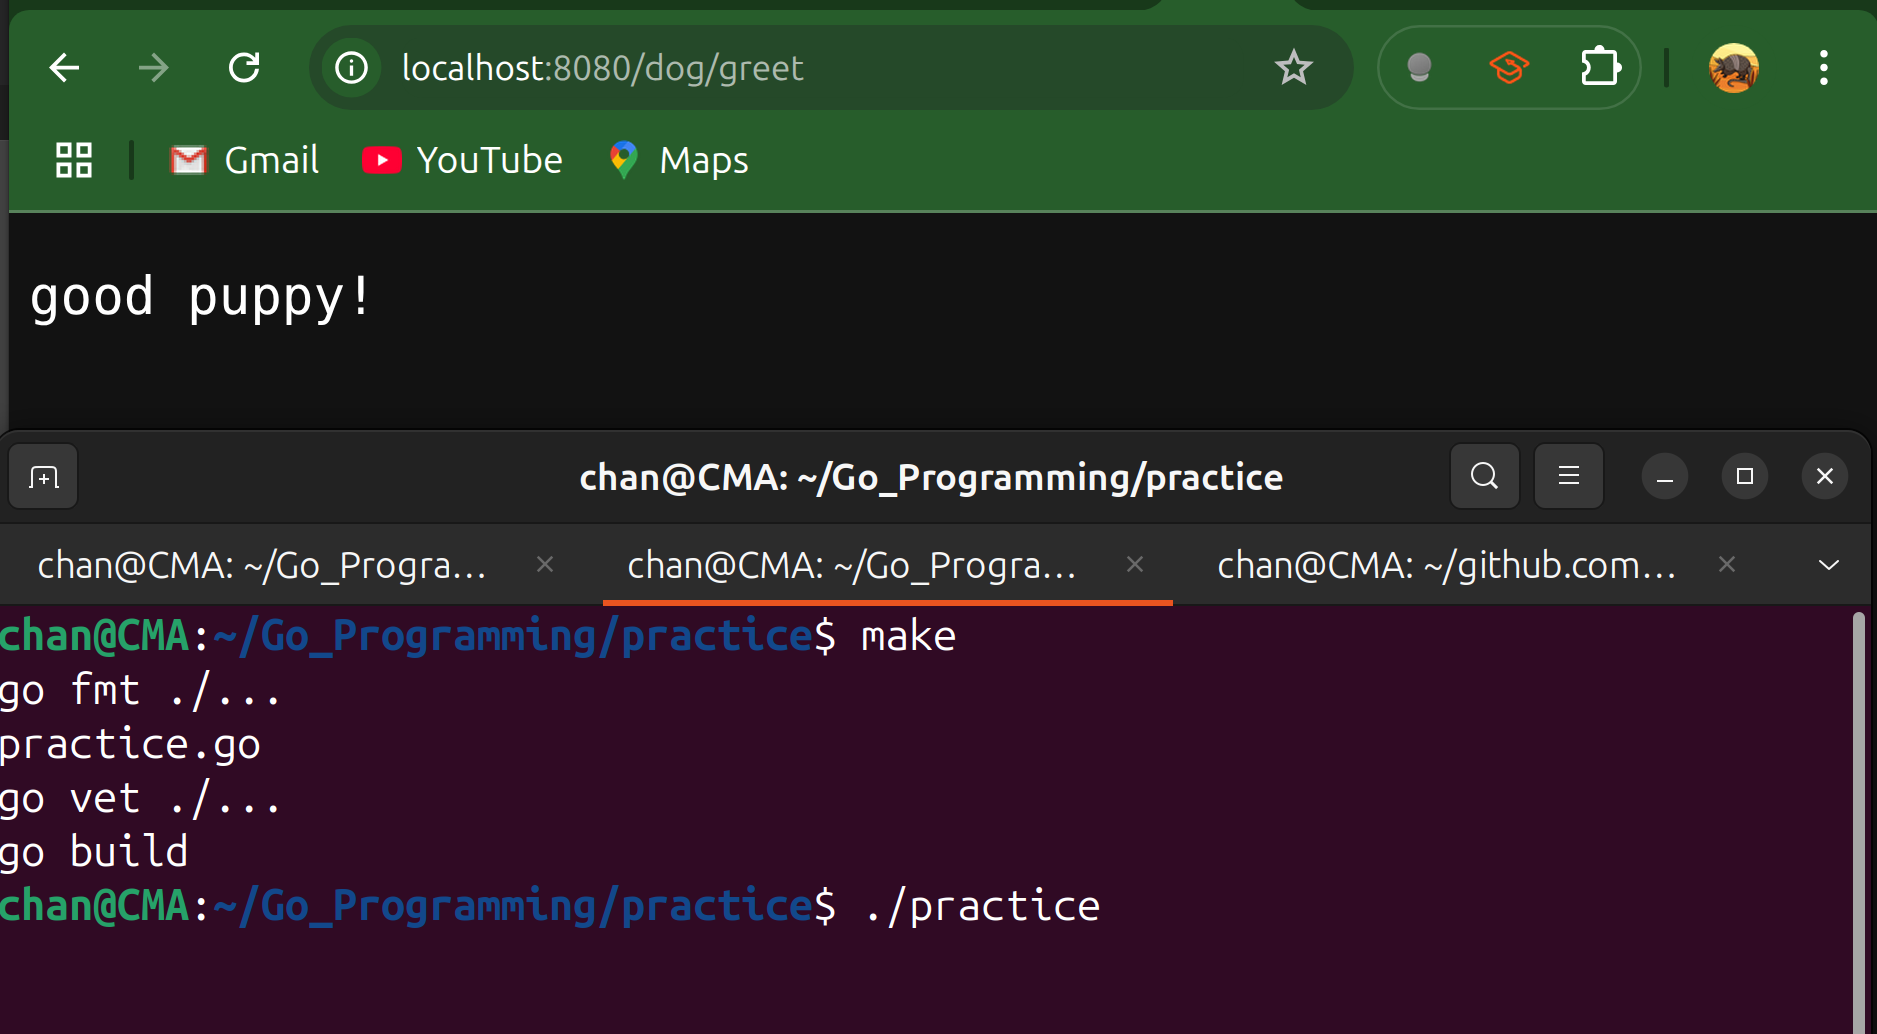 localhost:8080/dog/greet
Gmail YouTube Maps
good puppy!
chan@CMA: ~/Go_Programming/practice
chan@CMA: ~/Go_Progra… chan@CMA: ~/Go_Progra… chan@CMA: ~/github.com…
chan@CMA:~/Go_Programming/practice$ make
go fmt ./...
practice.go
go vet ./...
go build
chan@CMA:~/Go_Programming/practice$ ./practice